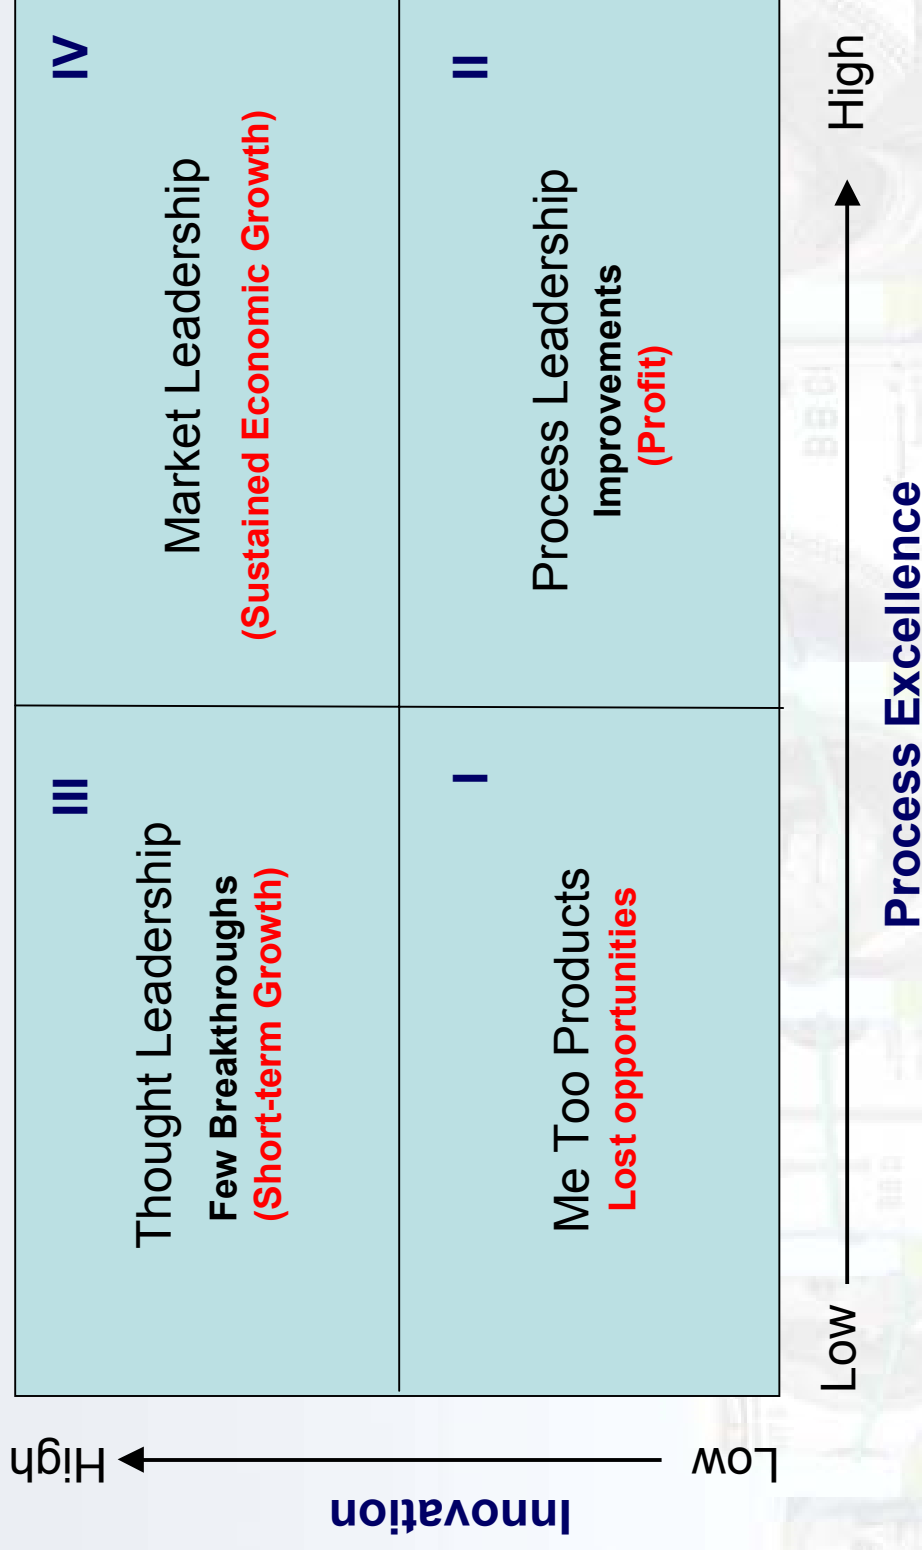 High
Innovation
Low
III
Thought Leadership
Few Breakthroughs
(Short-term Growth)
IV
Market Leadership
(Sustained Economic Growth)
I
Me Too Products
Lost opportunities
II
Process Leadership
Improvements
(Profit)
Low
High
Process Excellence